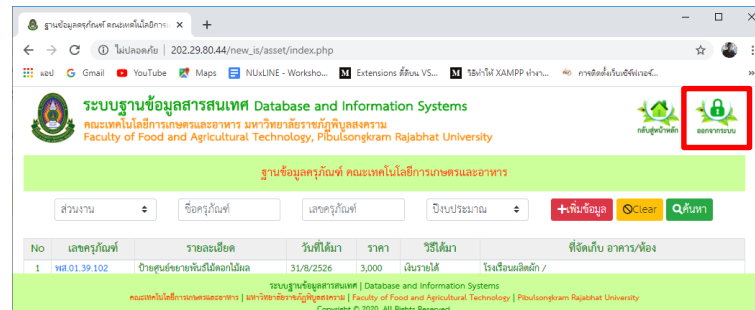 ฐานข้อมูลครุภัณฑ์ คณะเทคโนโลยีการเ
ไม่ปลอดภัย | 202.29.80.44/new_is/asset/index.php
แอป Gmail YouTube Maps NUxLINE - Worksho... Extensions ดีดีบน VS... วิธีทำให้ XAMPP ทำงา... การติดตั้งเว็บเซิร์ฟเวอร์...
ระบบฐานข้อมูลสารสนเทศ Database and Information Systems
คณะเทคโนโลยีการเกษตรและอาหาร มหาวิทยาลัยราชภัฏพิบูลสงคราม
Faculty of Food and Agricultural Technology, Pibulsongkram Rajabhat University
กลับสู่หน้าหลัก ออกจากระบบ
ฐานข้อมูลครุภัณฑ์ คณะเทคโนโลยีการเกษตรและอาหาร
ส่วนงาน ชื่อครุภัณฑ์ เลขครุภัณฑ์ ปีงบประมาณ เพิ่มข้อมูล Clear ค้นหา
No เลขครุภัณฑ์ รายละเอียด วันที่ได้มา ราคา วิธีได้มา ที่จัดเก็บ อาคาร/ห้อง
1 พส.01.39.102 ป้ายศูนย์ขยายพันธุ์ไม้ดอกไม้ผล 31/8/2526 3,000 เงินรายได้ โรงเรือนผลิตผัก /
ระบบฐานข้อมูลสารสนเทศ | Database and Information Systems
คณะเทคโนโลยีการเกษตรและอาหาร | มหาวิทยาลัยราชภัฏพิบูลสงคราม | Faculty of Food and Agricultural Technology | Pibulsongkram Rajabhat University
Copyright © 2020. All Rights Reserved